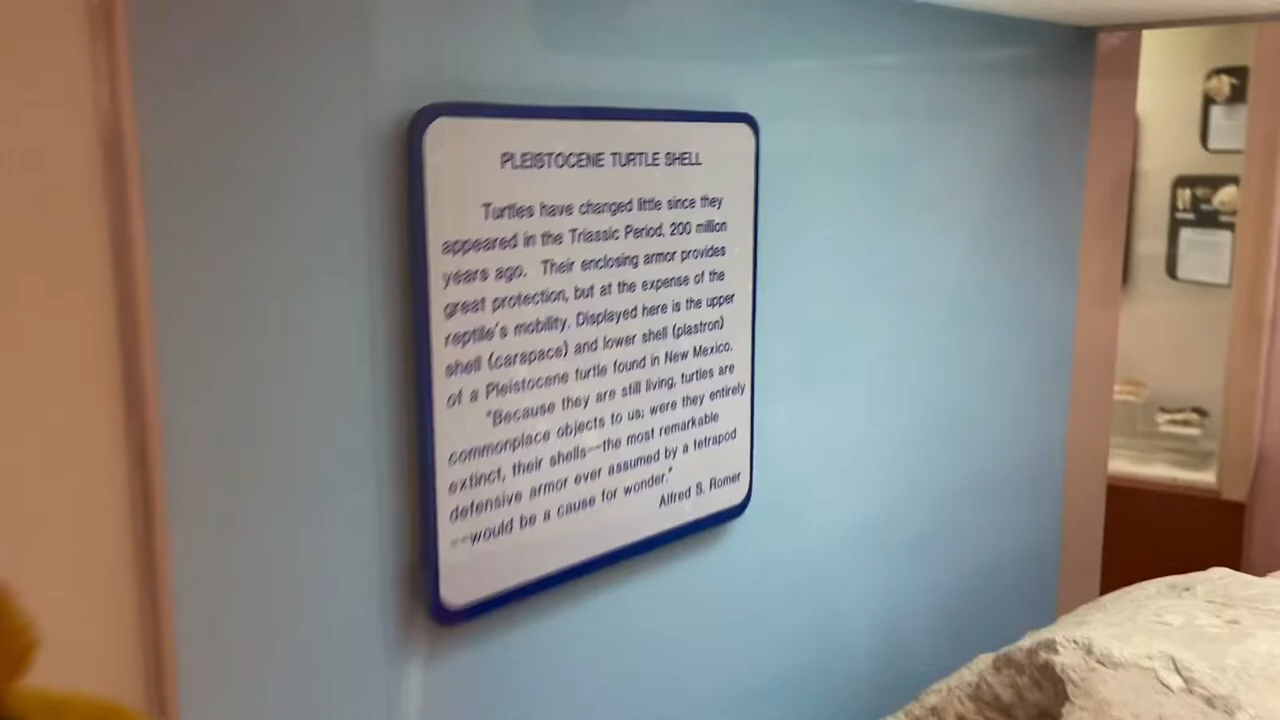 PLEISTOCENE TURTLE SHELL
Turtles have changed little since they
appeared in the Triassic Period, 200 million
years ago. Their enclosing armor provides
great protection, but at the expense of the
reptile's mobility. Displayed here is the upper
shell (carapace) and lower shell (plastron)
of a Pleistocene turtle found in New Mexico.
"Because they are still living, turtles are
commonplace objects to us; were they entirely
extinct, their shells--the most remarkable
defensive armor ever assumed by a tetrapod
--would be a cause for wonder."
Alfred S. Romer